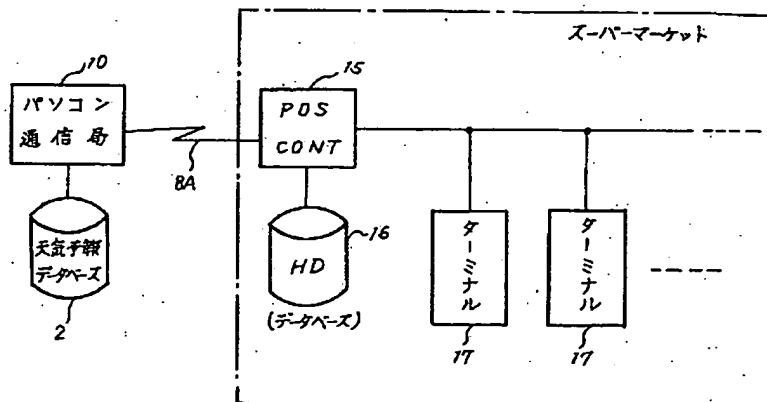 スーパーマーケット
10
パソコン
通信局
15
POS
CONT
8A
天気予報
データベース
2
16
HD
(データベース)
ターミナル
17
ターミナル
17